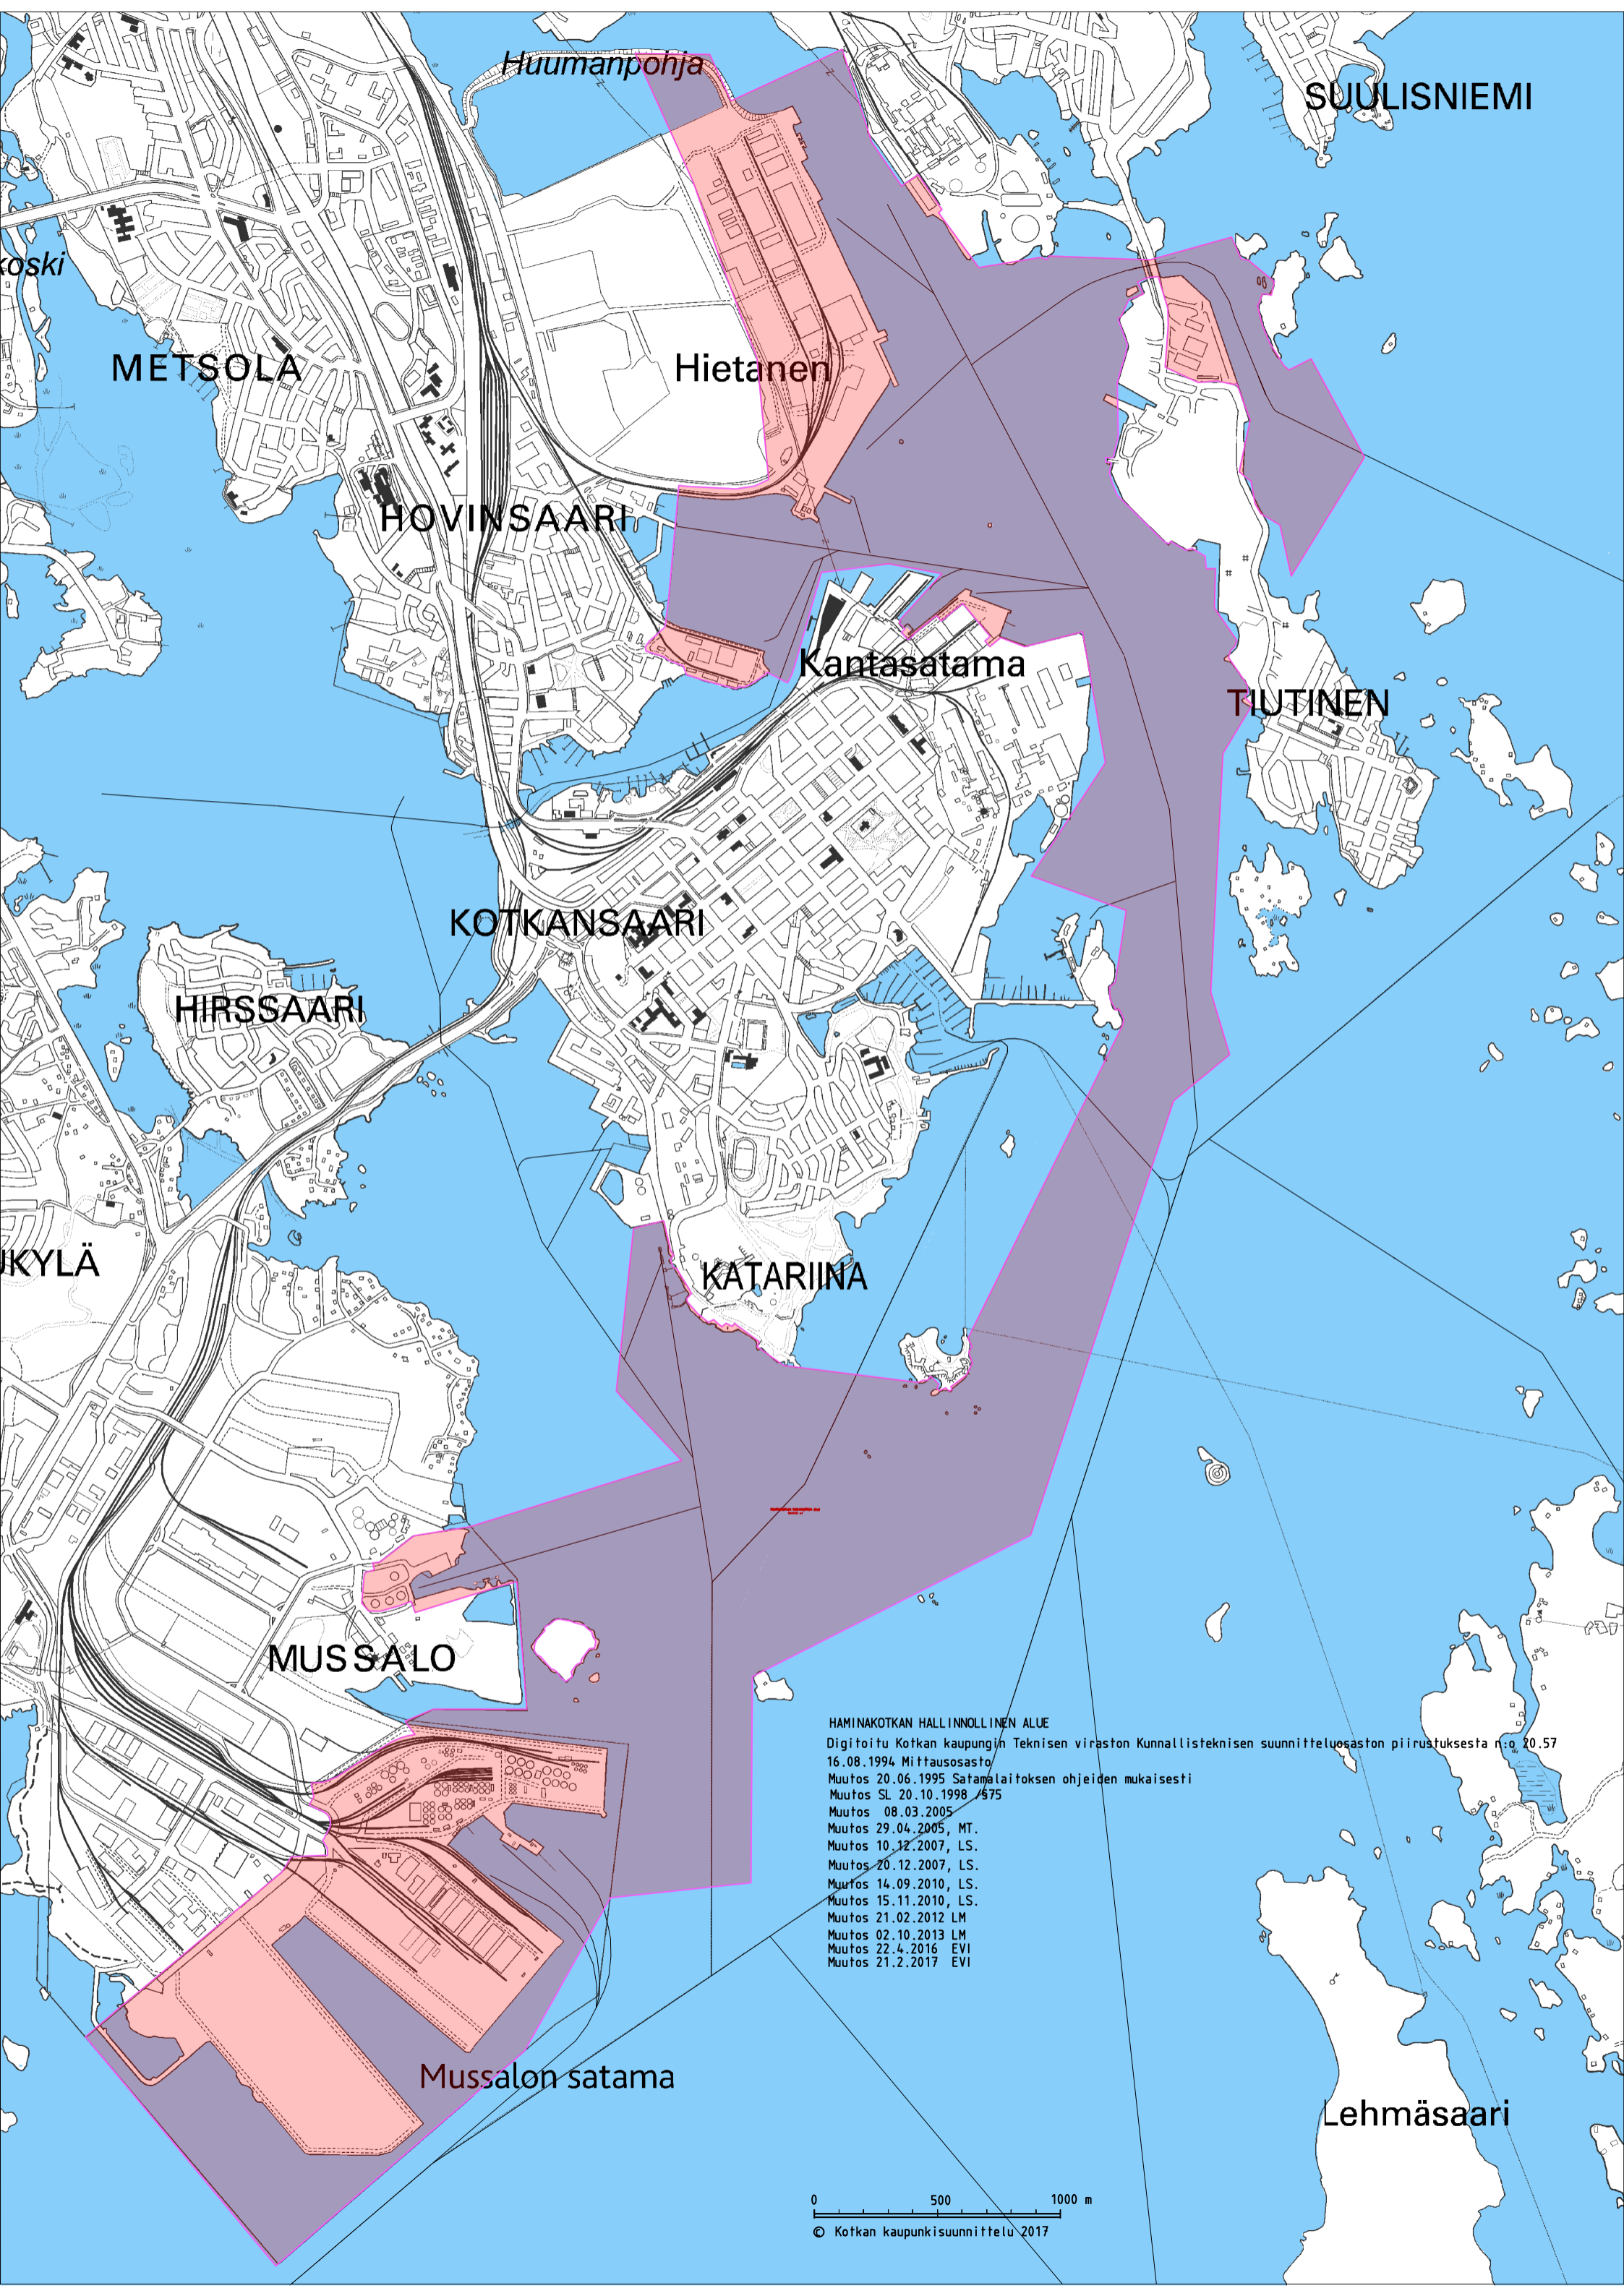 Huumanpohja
SUULISNIEMI
koski
METSOLA
Hietanen
HOVINSAARI
Kantasatama
TIUTINEN
KOTKANSAARI
HIRSSAARI
JKYLÄ
KATARIINA
MUSSALO
HAMINAKOTKAN HALLINNOLLINEN ALUE
Digitoitu Kotkan kaupungin Teknisen viraston Kunnallisteknisen suunnitteluosaston piirustuksesta n:o 20.57
16.08.1994 Mittausosasto
Muutos 20.06.1995 Satamalaitoksen ohjeiden mukaisesti
Muutos SL 20.10.1998 /§75
Muutos 08.03.2005
Muutos 29.04.2005, MT.
Muutos 10.12.2007, LS.
Muutos 20.12.2007, LS.
Muutos 14.09.2010, LS.
Muutos 15.11.2010, LS.
Muutos 21.02.2012 LM
Muutos 02.10.2013 LM
Muutos 22.4.2016 EVI
Muutos 21.2.2017 EVI
Mussalon satama
Lehmäsaari
0 500 1000 m
© Kotkan kaupunkisuunnittelu 2017